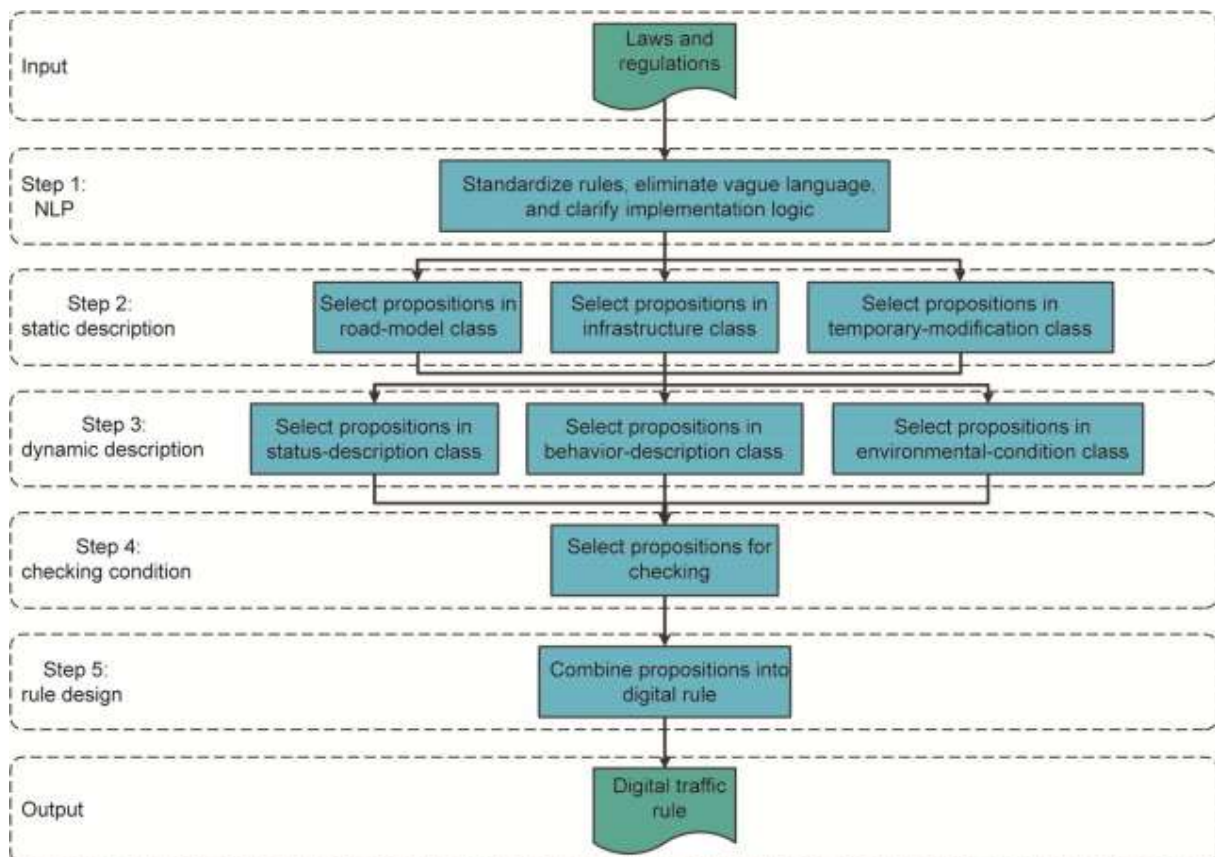 Input
Laws and
regulations
Step 1:
NLP
Standardize rules, eliminate vague language,
and clarify implementation logic
Step 2:
static description
Select propositions in
road-model class
Select propositions in
infrastructure class
Select propositions in
temporary-modification class
Step 3:
dynamic description
Select propositions in
status-description class
Select propositions in
behavior-description class
Select propositions in
environmental-condition class
Step 4:
checking condition
Select propositions for
checking
Step 5:
rule design
Combine propositions into
digital rule
Output
Digital traffic
rule